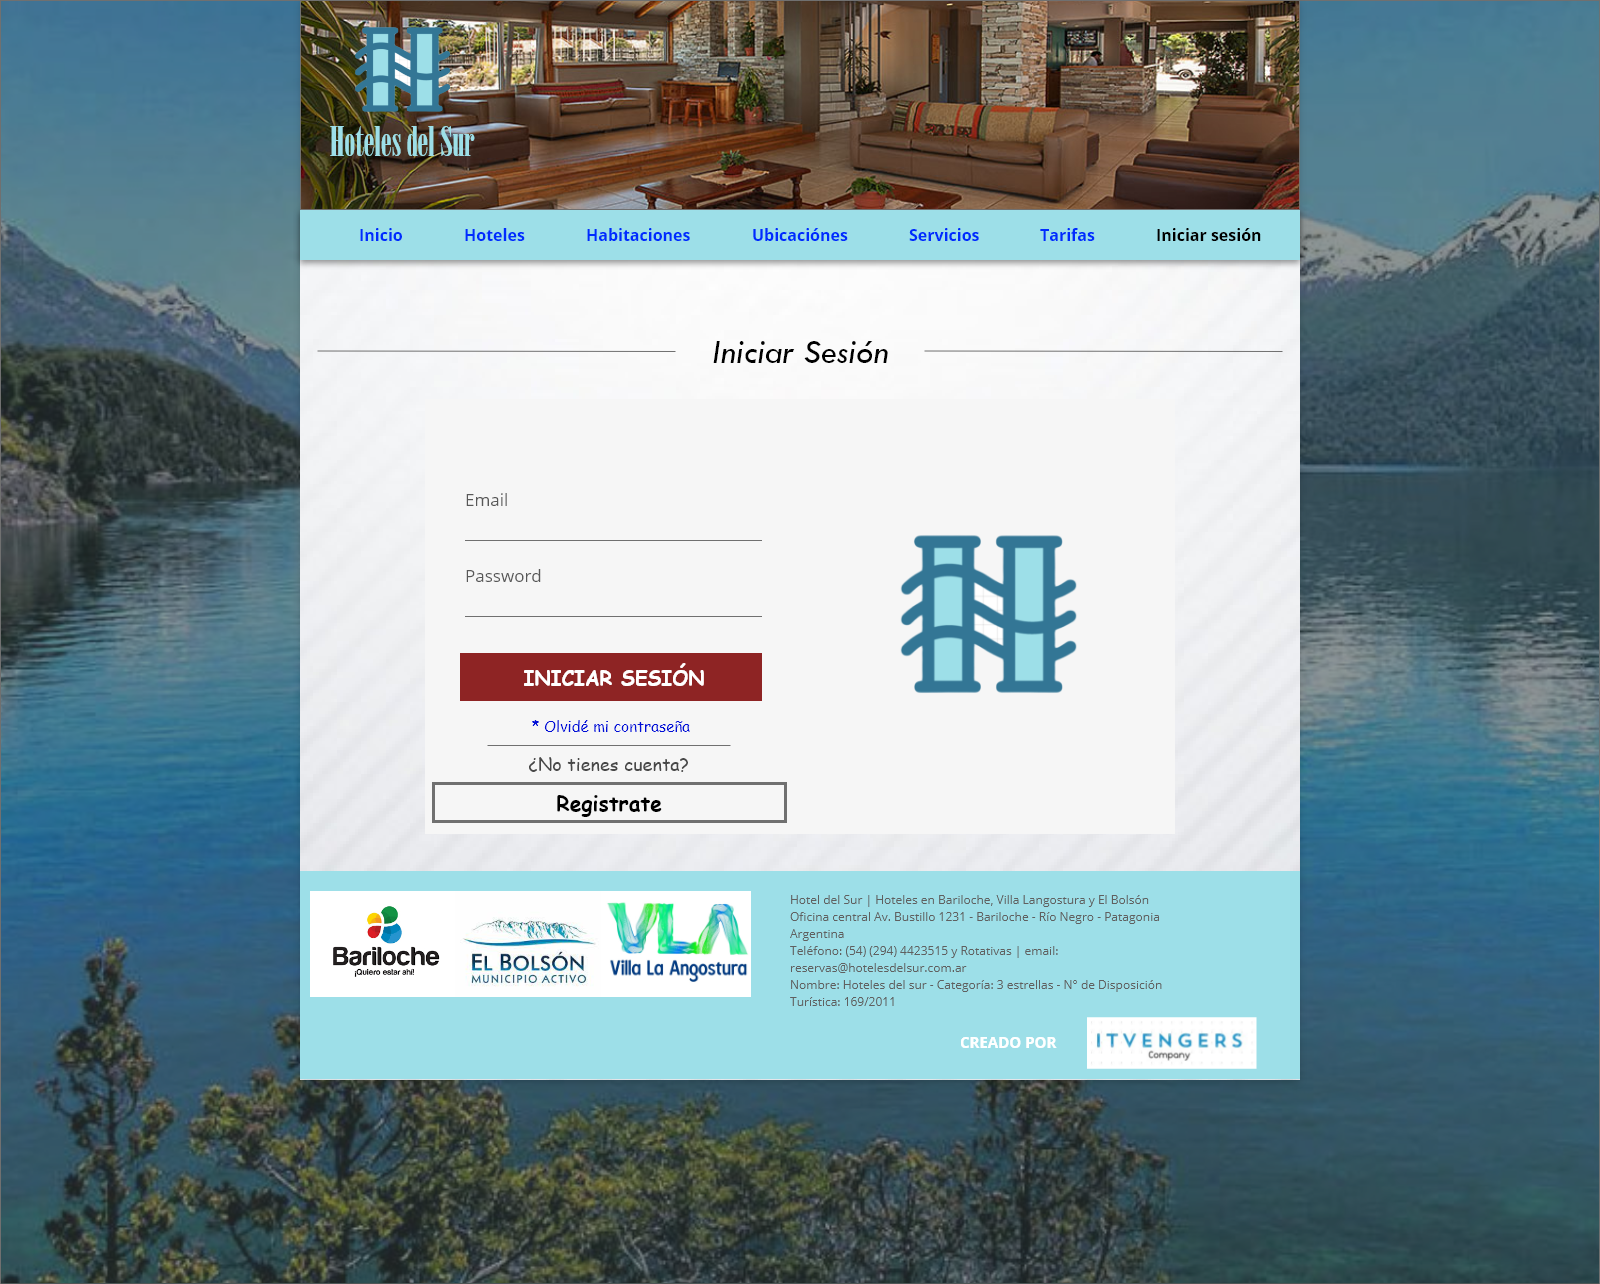 Hoteles del Sur
Inicio
Hoteles
Habitaciones
Ubicaciónes
Servicios
Tarifas
Iniciar sesión
Iniciar Sesión
Email
Password
INICIAR SESIÓN
* Olvidé mi contraseña
¿No tienes cuenta?
Registrate
Bariloche
¡Quiero estar ahí!
EL BOLSÓN
MUNICIPIO ACTIVO
VLA
Villa La Angostura
Hotel del Sur | Hoteles en Bariloche, Villa Langostura y El Bolsón
Oficina central Av. Bustillo 1231 - Bariloche - Río Negro - Patagonia
Argentina
Teléfono: (54) (294) 4423515 y Rotativas | email:
reservas@hotelesdelsur.com.ar
Nombre: Hoteles del sur - Categoría: 3 estrellas - N° de Disposición
Turística: 169/2011
CREADO POR
ITVENGERS
Company